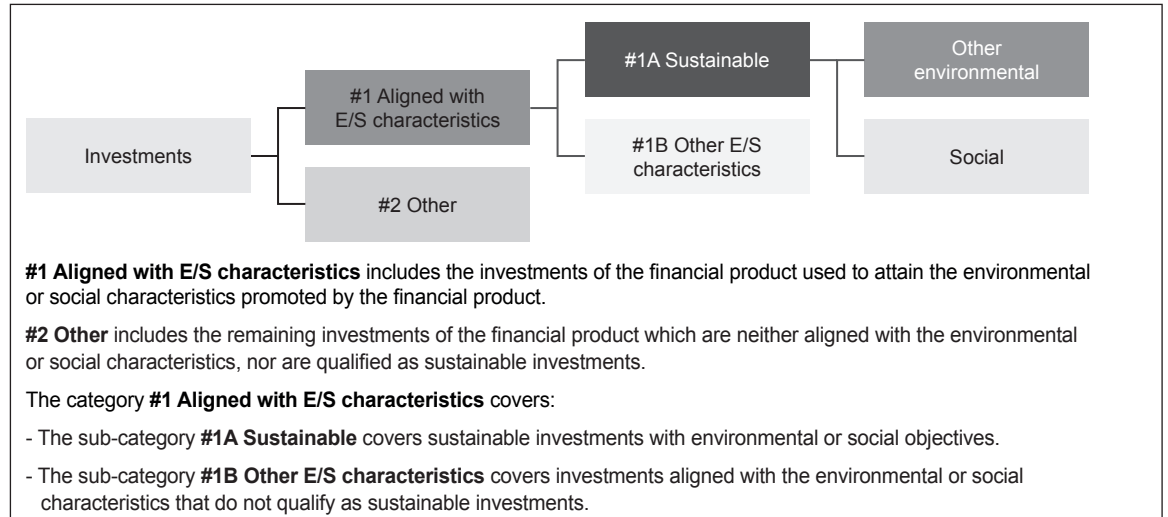 Investments
#1 Aligned with
E/S characteristics
#2 Other
#1A Sustainable
#1B Other E/S
characteristics
Other
environmental
Social
#1 Aligned with E/S characteristics includes the investments of the financial product used to attain the environmental
or social characteristics promoted by the financial product.
#2 Other includes the remaining investments of the financial product which are neither aligned with the environmental
or social characteristics, nor are qualified as sustainable investments.
The category #1 Aligned with E/S characteristics covers:
- The sub-category #1A Sustainable covers sustainable investments with environmental or social objectives.
- The sub-category #1B Other E/S characteristics covers investments aligned with the environmental or social
characteristics that do not qualify as sustainable investments.